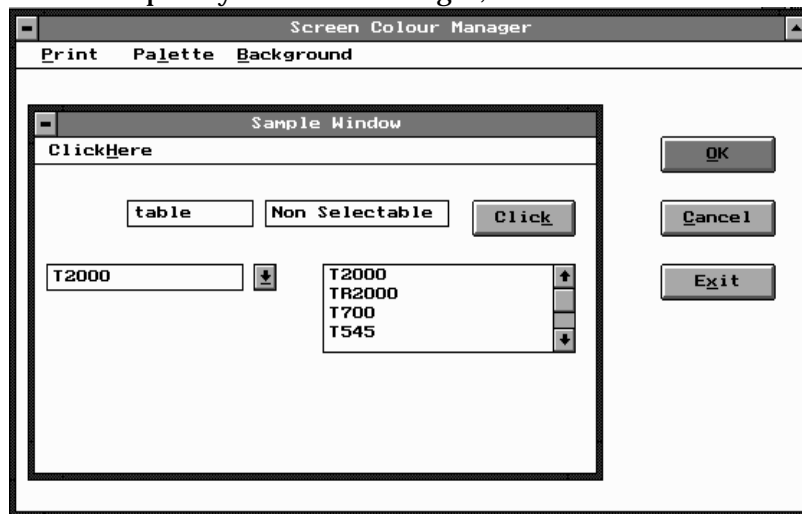 Screen Colour Manager
Print Palette Background
Sample Window
ClickHere
OK
table Non Selectable Click
Cancel
T2000
T2000
TR2000
T700
T545
Exit